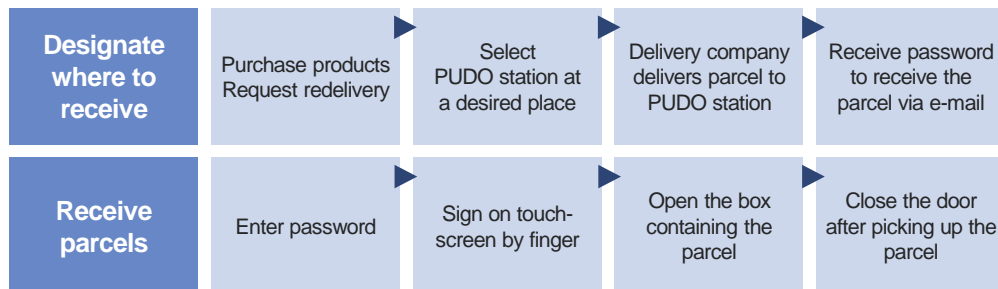 Designate
where to
receive
Purchase products
Request redelivery
Select
PUDO station at
a desired place
Delivery company
delivers parcel to
PUDO station
Receive password
to receive the
parcel via e-mail
Receive
parcels
Enter password
Sign on touch-
screen by finger
Open the box
containing the
parcel
Close the door
after picking up the
parcel